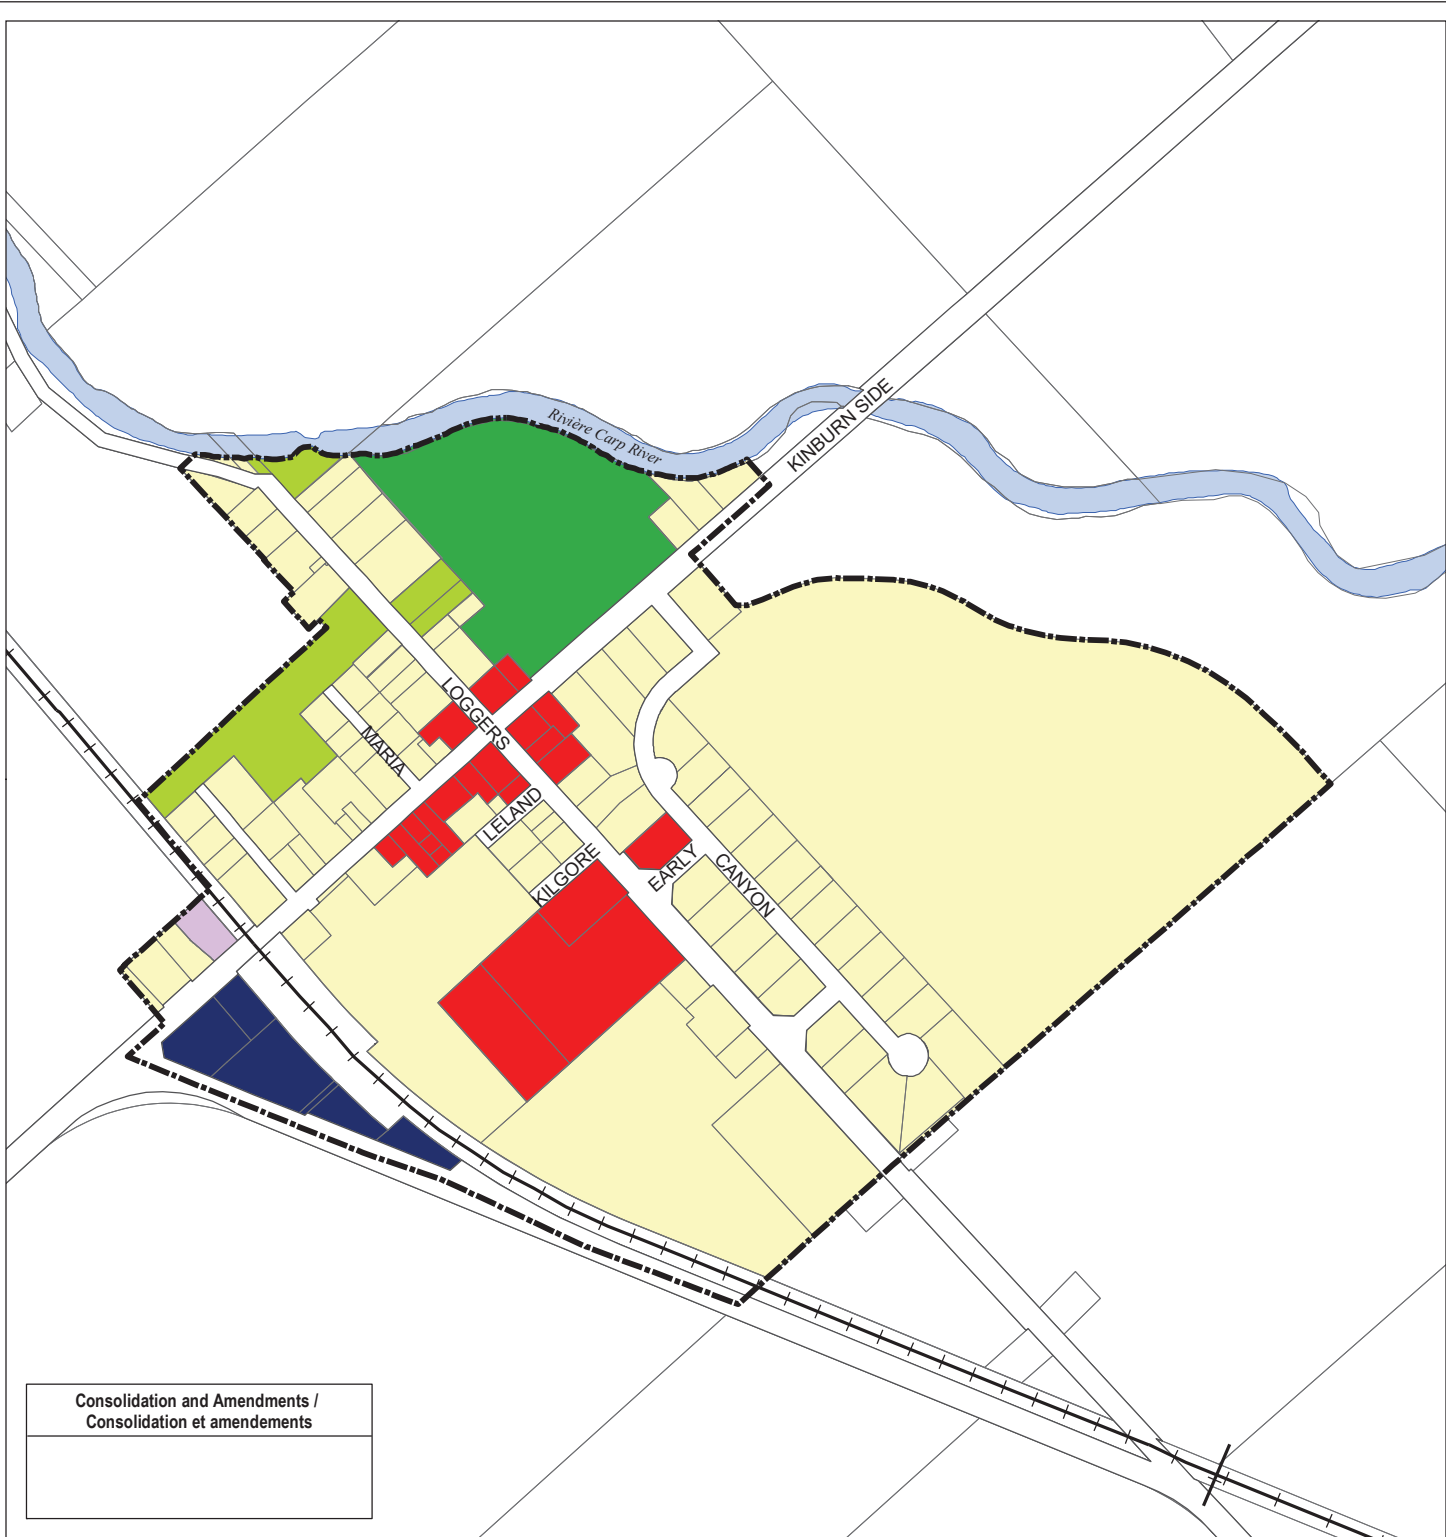 Rivière Carp River
KINBURN SIDE
LOGGERS
MARIA
LELAND
KILGORE
EARLY
CANYON
Consolidation and Amendments /
Consolidation et amendements